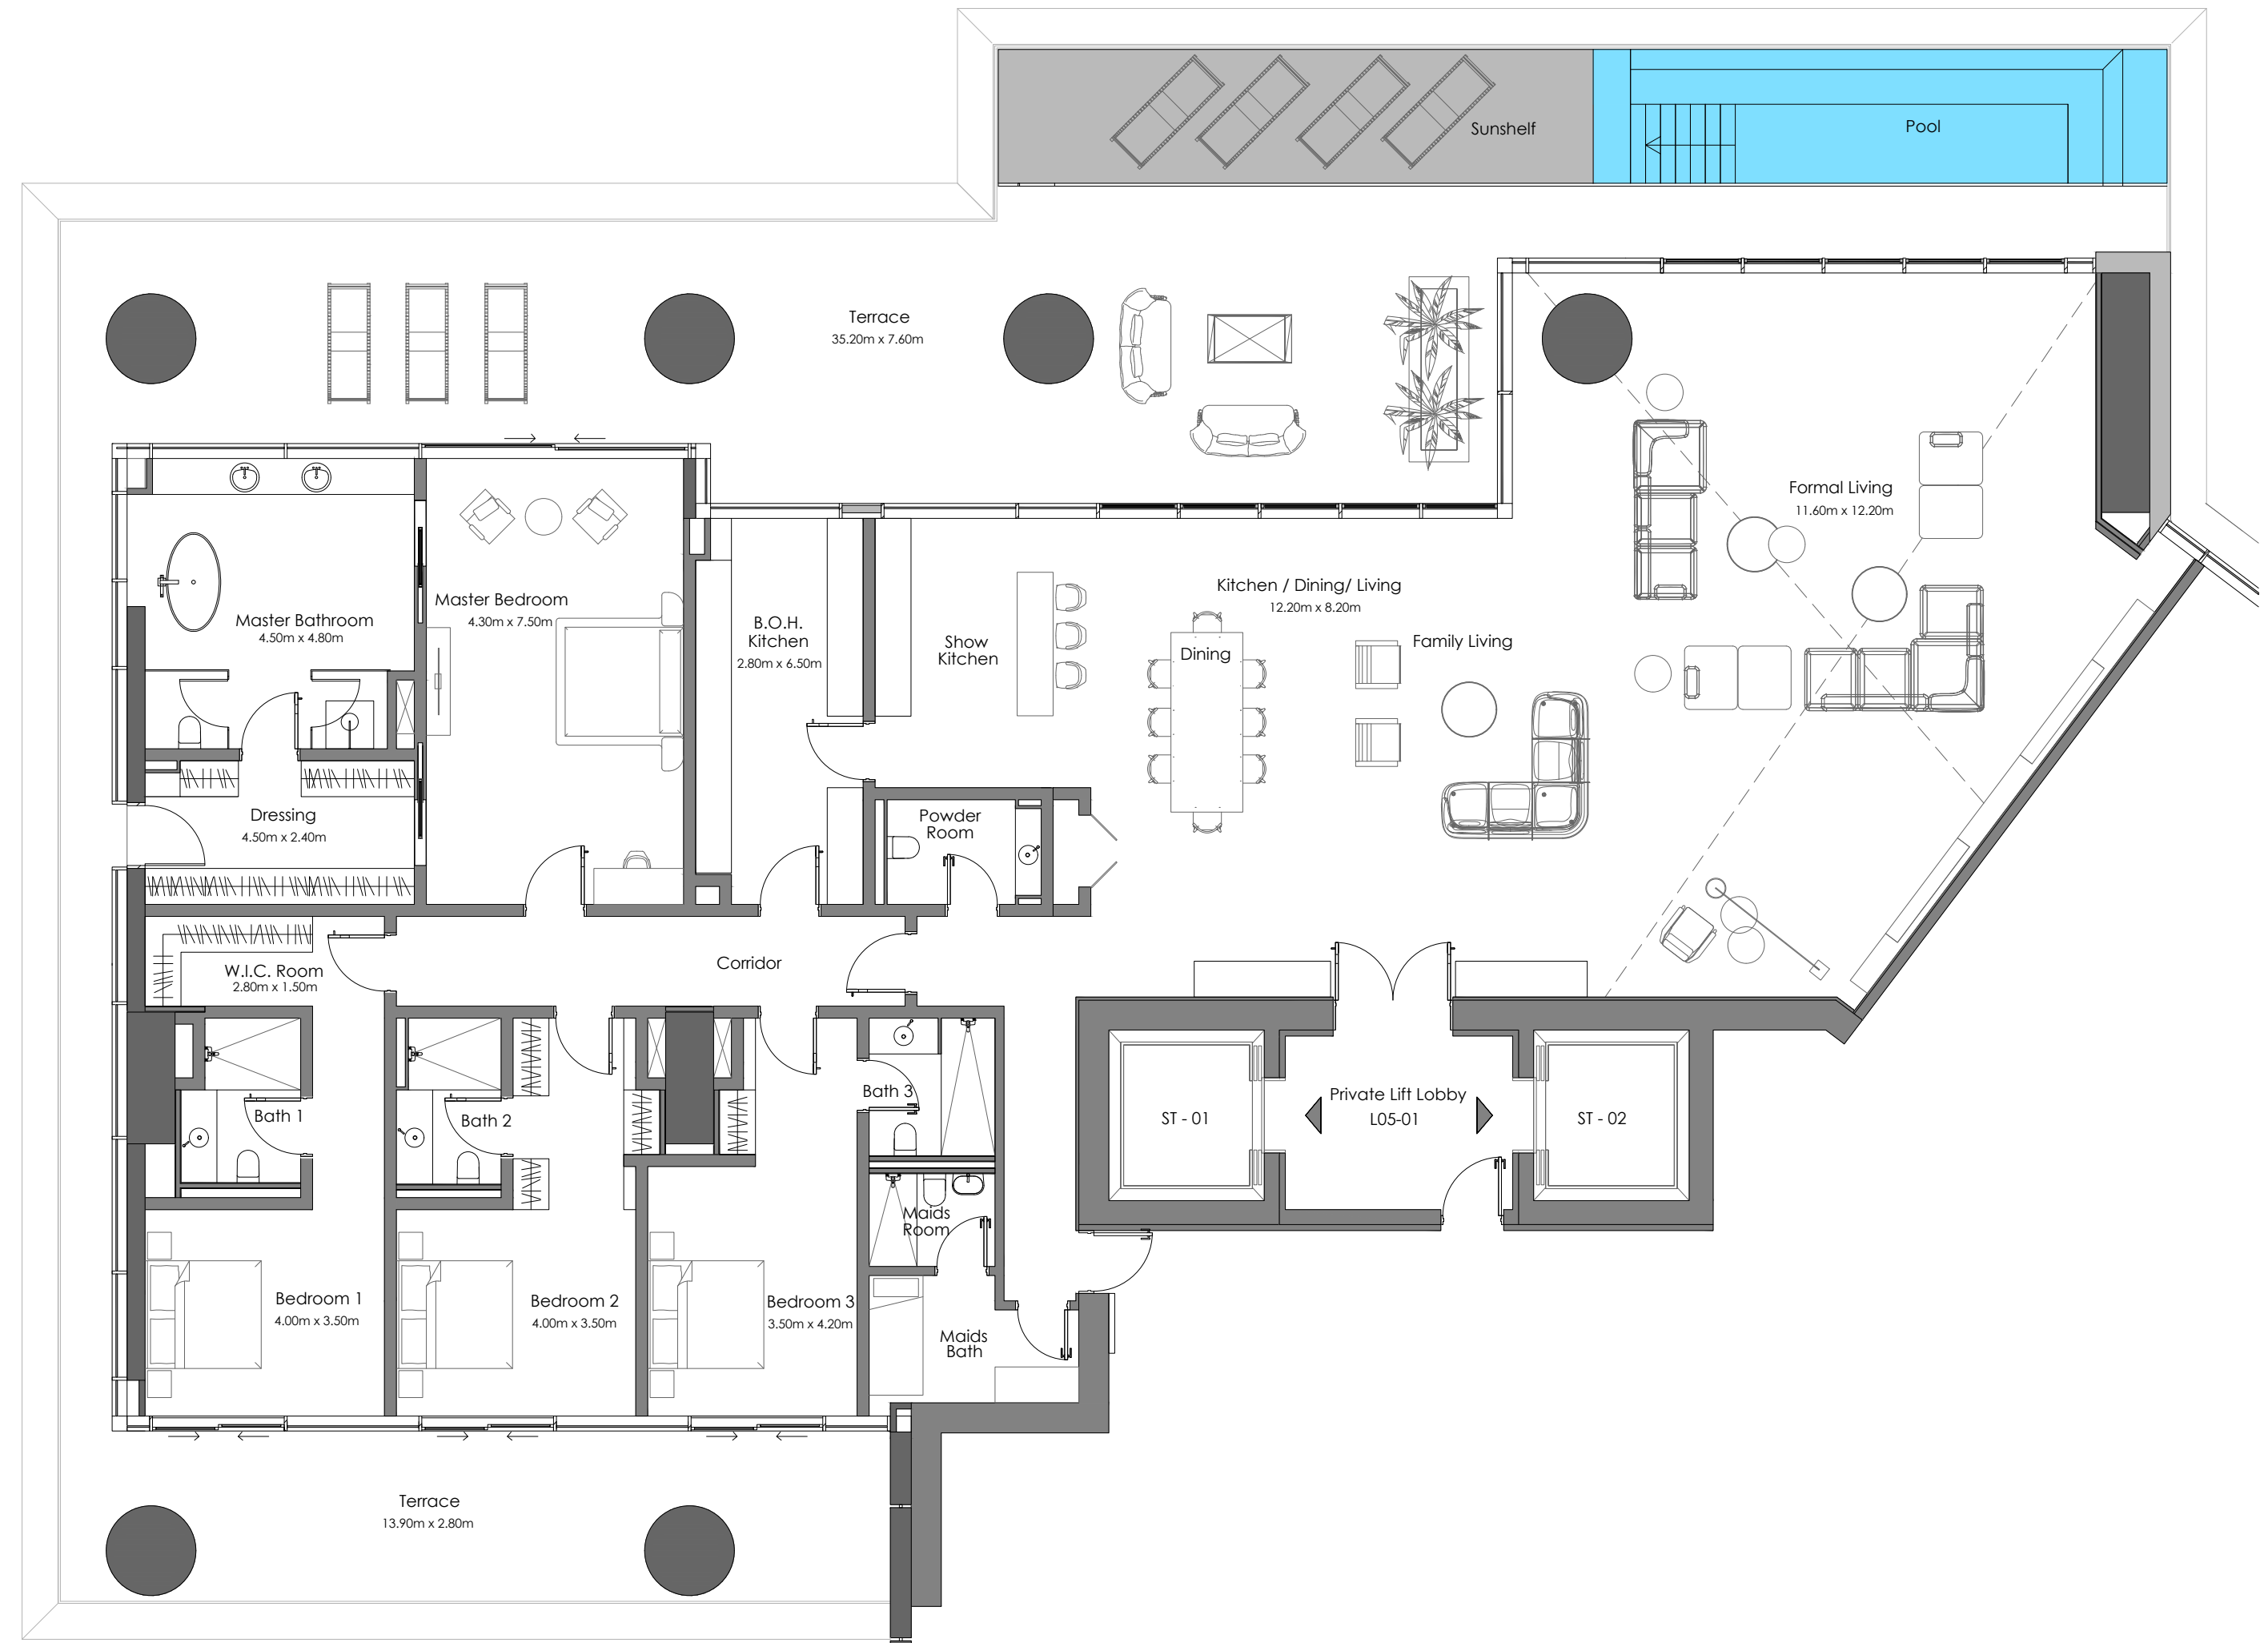 Sunshelf
Pool
Terrace
35.20m x 7.60m
Formal Living
11.60m x 12.20m
Master Bathroom
4.50m x 4.80m
Master Bedroom
4.30m x 7.50m
B.O.H.
Kitchen
2.80m x 6.50m
Show
Kitchen
Kitchen / Dining/ Living
12.20m x 8.20m
Dining
Family Living
Dressing
4.50m x 2.40m
Powder
Room
W.I.C. Room
2.80m x 1.50m
Corridor
Bath 1
Bath 2
Bath 3
ST - 01
Private Lift Lobby
L05-01
ST - 02
Maids
Room
Bedroom 1
4.00m x 3.50m
Bedroom 2
4.00m x 3.50m
Bedroom 3
3.50m x 4.20m
Maids
Bath
Terrace
13.90m x 2.80m